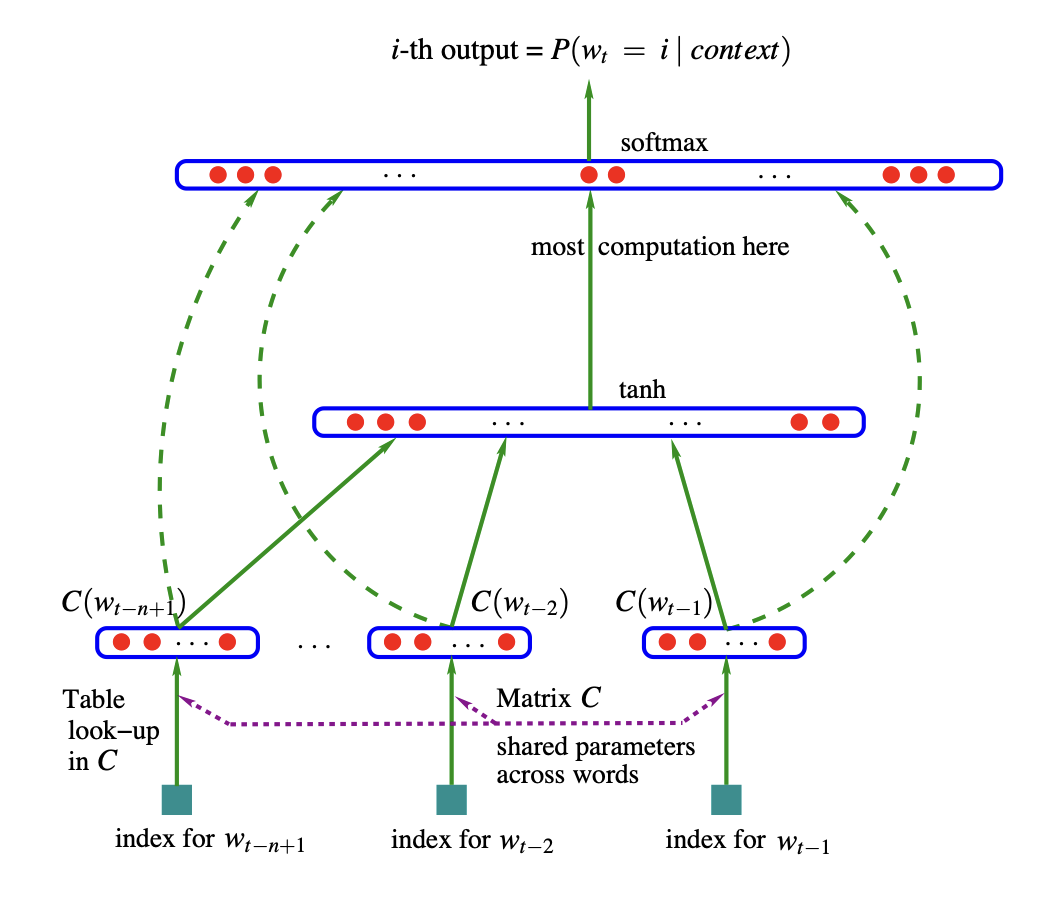 i-th output = P(w_t = i | context)
softmax
. . .
. . .
most computation here
tanh
. . .
. . .
C(w_{t−n+1})
C(w_{t−2})
C(w_{t−1})
. . .
. . .
. . .
. . .
Table
look−up
in C
Matrix C
shared parameters
across words
index for w_{t−n+1}
index for w_{t−2}
index for w_{t−1}